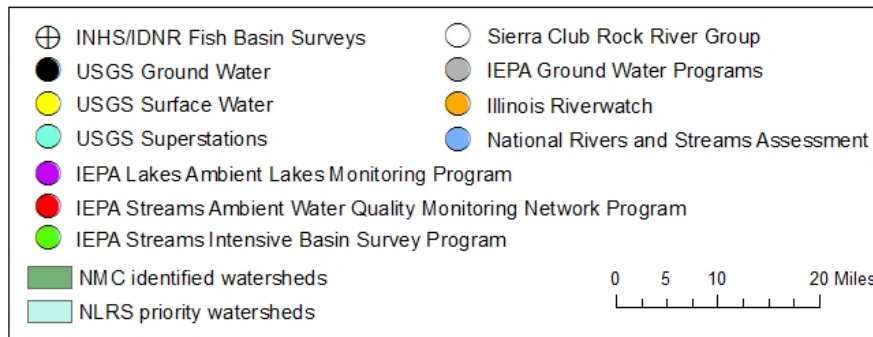 INHS/IDNR Fish Basin Surveys
USGS Ground Water
USGS Surface Water
USGS Superstations
IEPA Lakes Ambient Lakes Monitoring Program
IEPA Streams Ambient Water Quality Monitoring Network Program
IEPA Streams Intensive Basin Survey Program
Sierra Club Rock River Group
IEPA Ground Water Programs
Illinois Riverwatch
National Rivers and Streams Assessment
NMC identified watersheds
NLRS priority watersheds
0 5 10 20 Miles